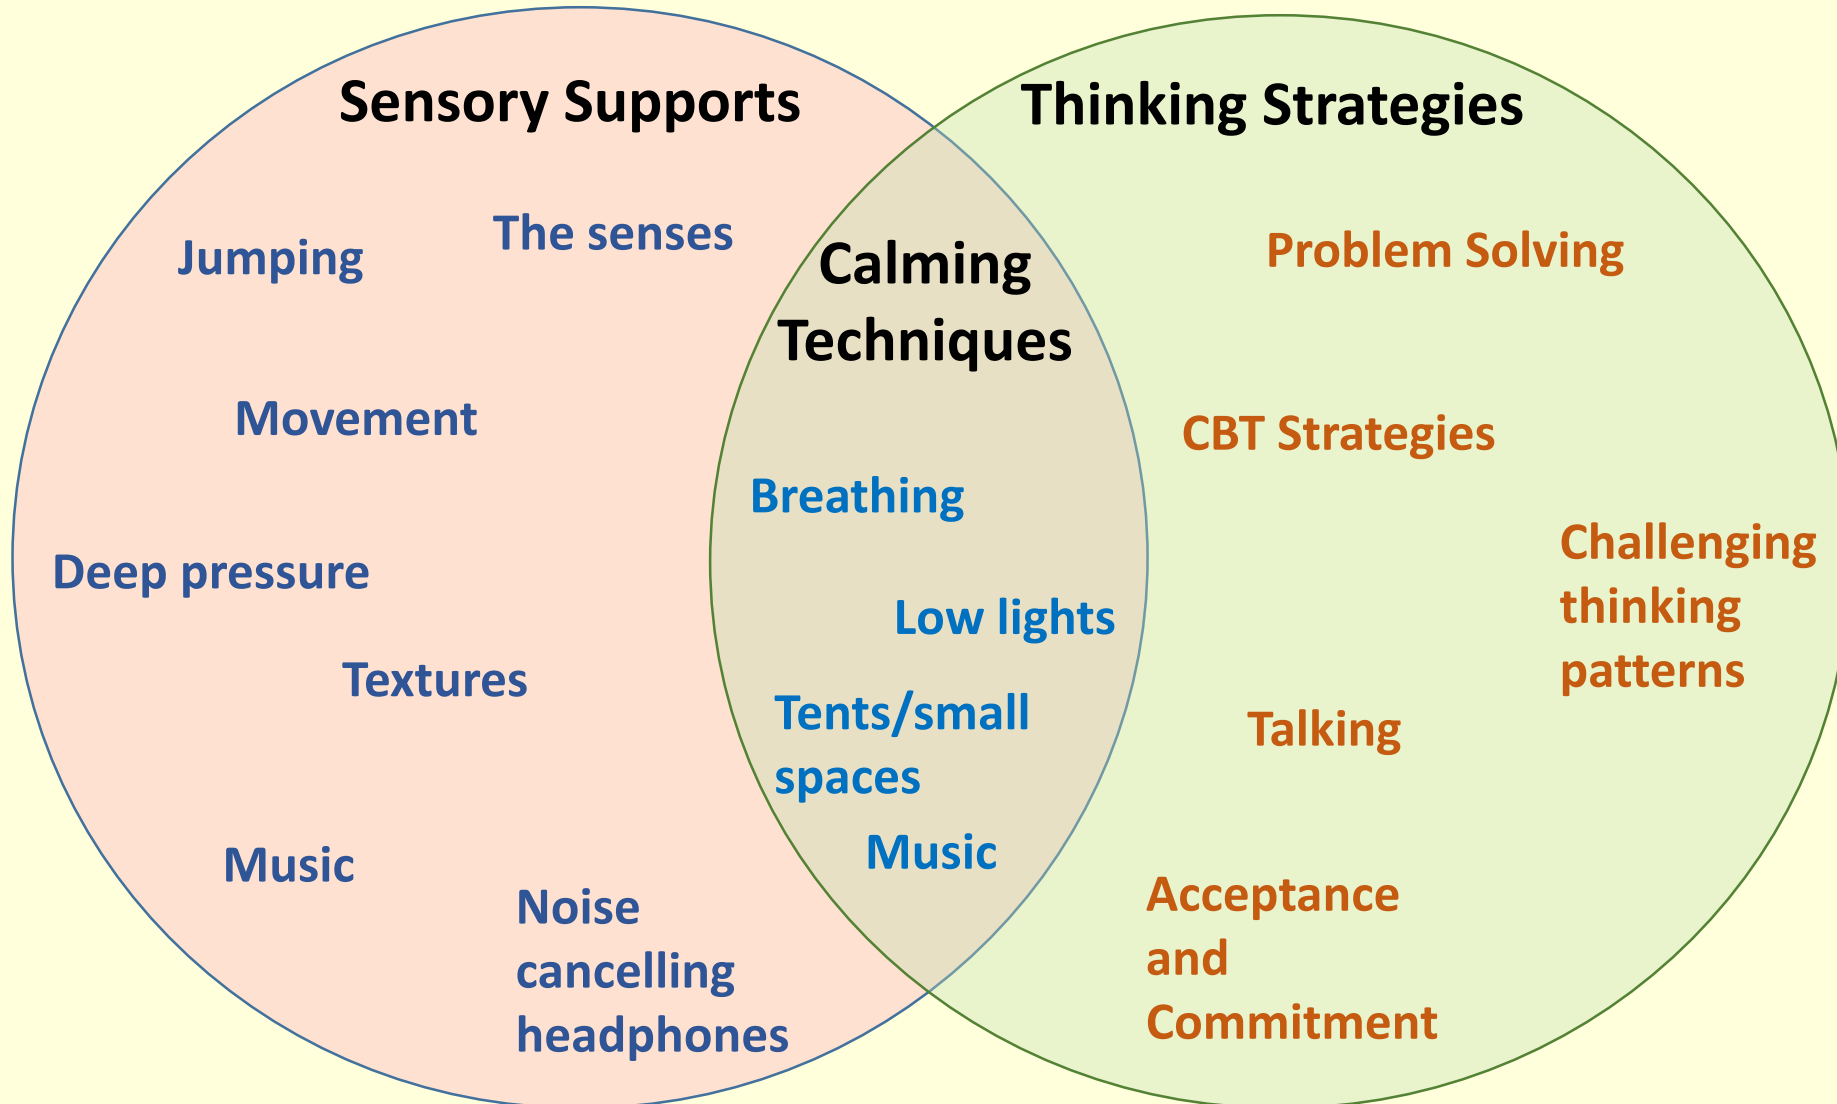 Sensory Supports
Jumping
The senses
Movement
Deep pressure
Textures
Music
Noise
cancelling
headphones
Calming
Techniques
Breathing
Low lights
Tents/small
spaces
Music
Thinking Strategies
Problem Solving
CBT Strategies
Challenging
thinking
patterns
Talking
Acceptance
and
Commitment